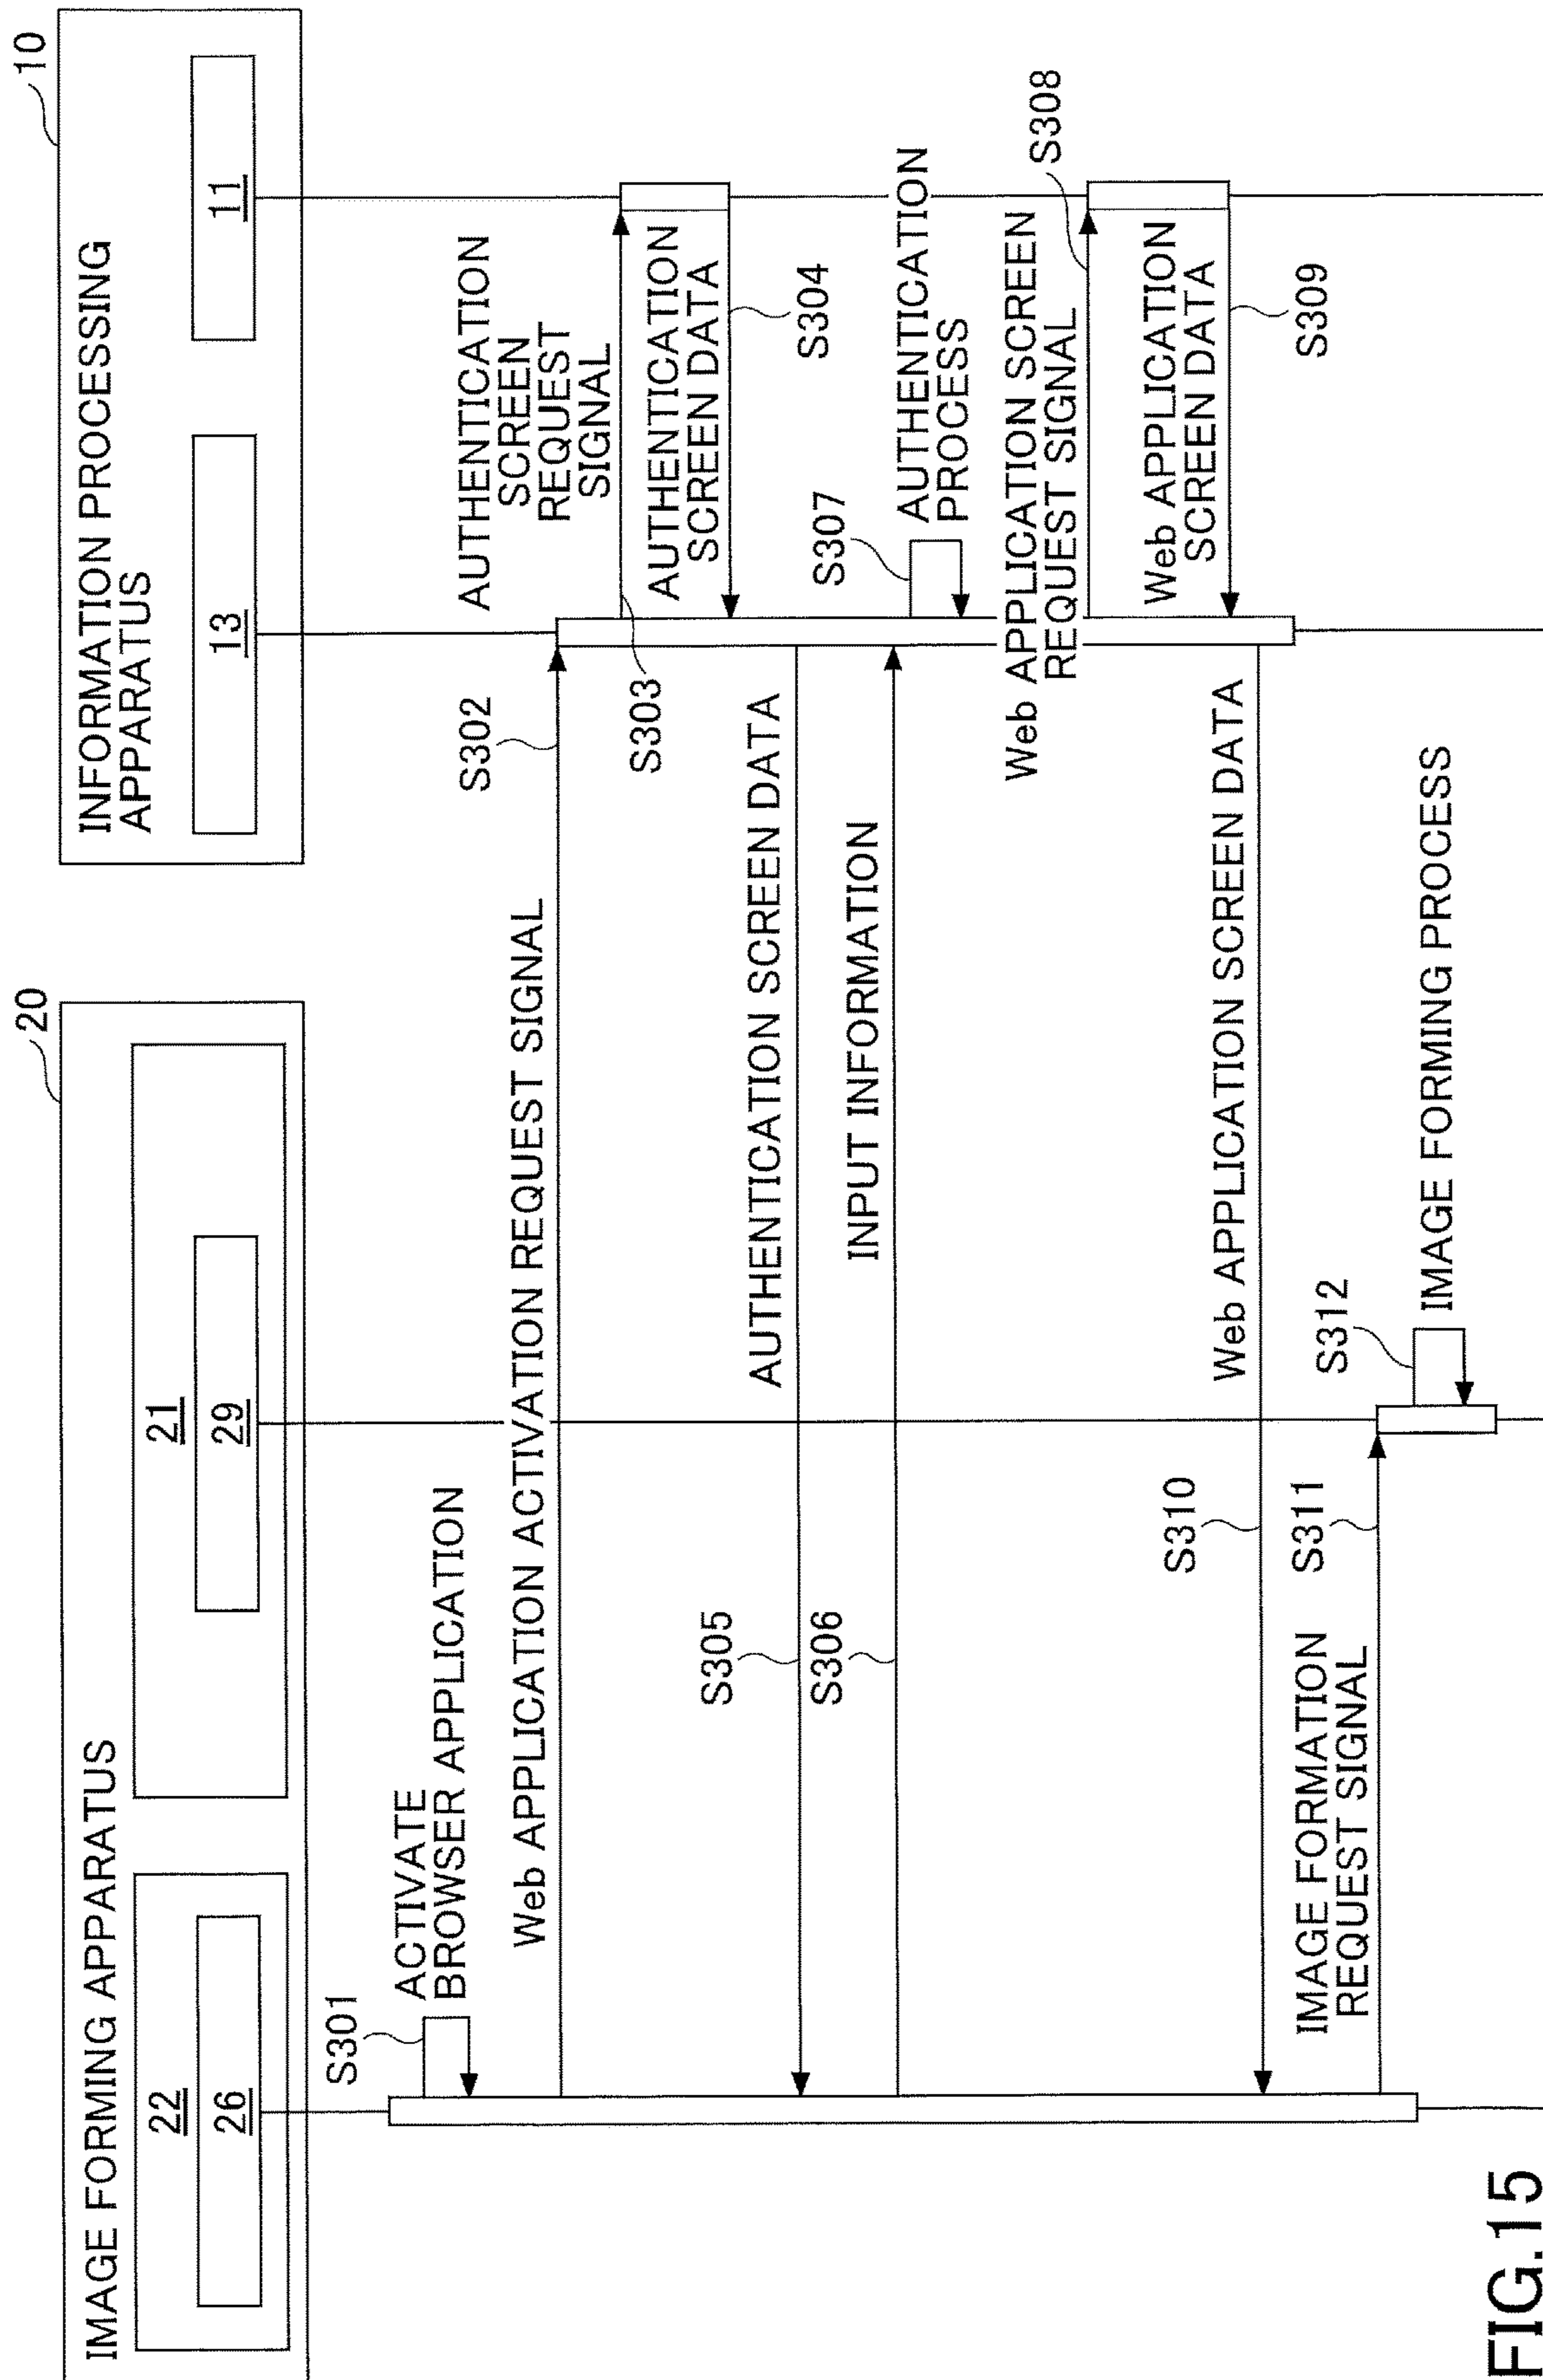 IMAGE FORMING APPARATUS
20
22
26
21
29
INFORMATION PROCESSING
APPARATUS
10
13
11
S301
ACTIVATE
BROWSER APPLICATION
Web APPLICATION ACTIVATION REQUEST SIGNAL
S302
AUTHENTICATION
SCREEN
REQUEST
SIGNAL
S303
AUTHENTICATION
SCREEN DATA
S304
S305
AUTHENTICATION SCREEN DATA
S306
INPUT INFORMATION
S307
AUTHENTICATION
PROCESS
Web APPLICATION SCREEN
REQUEST SIGNAL
S308
Web APPLICATION
SCREEN DATA
S309
S310
Web APPLICATION SCREEN DATA
IMAGE FORMATION
REQUEST SIGNAL
S311
S312
IMAGE FORMING PROCESS
FIG.15